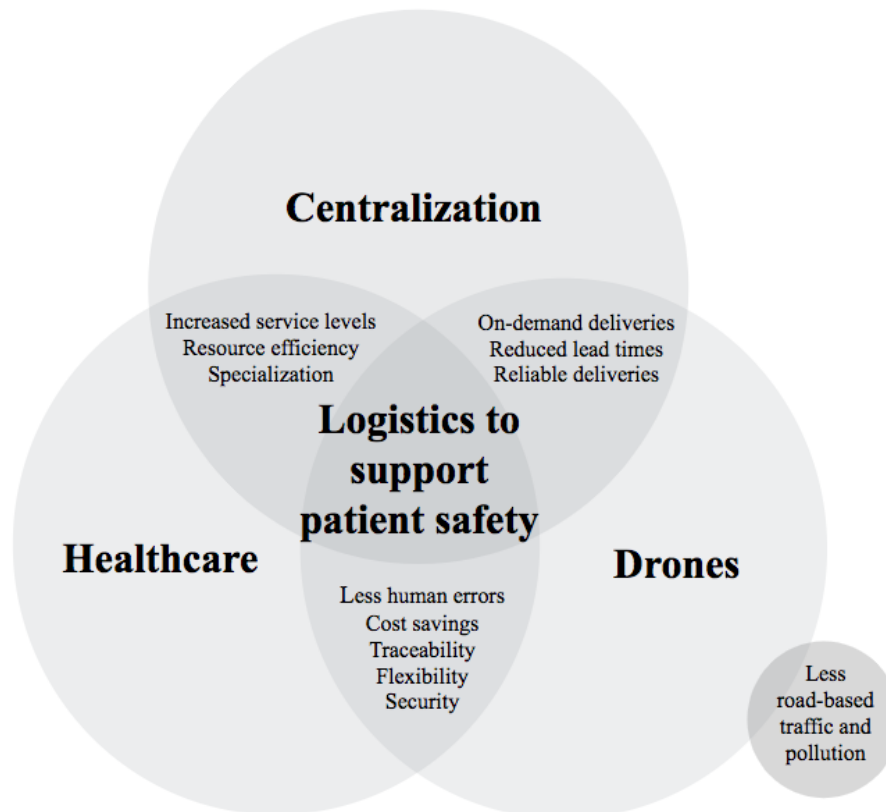 Centralization
Increased service levels
Resource efficiency
Specialization
On-demand deliveries
Reduced lead times
Reliable deliveries
Logistics to
support
patient safety
Healthcare
Drones
Less human errors
Cost savings
Traceability
Flexibility
Security
Less
road-based
traffic and
pollution